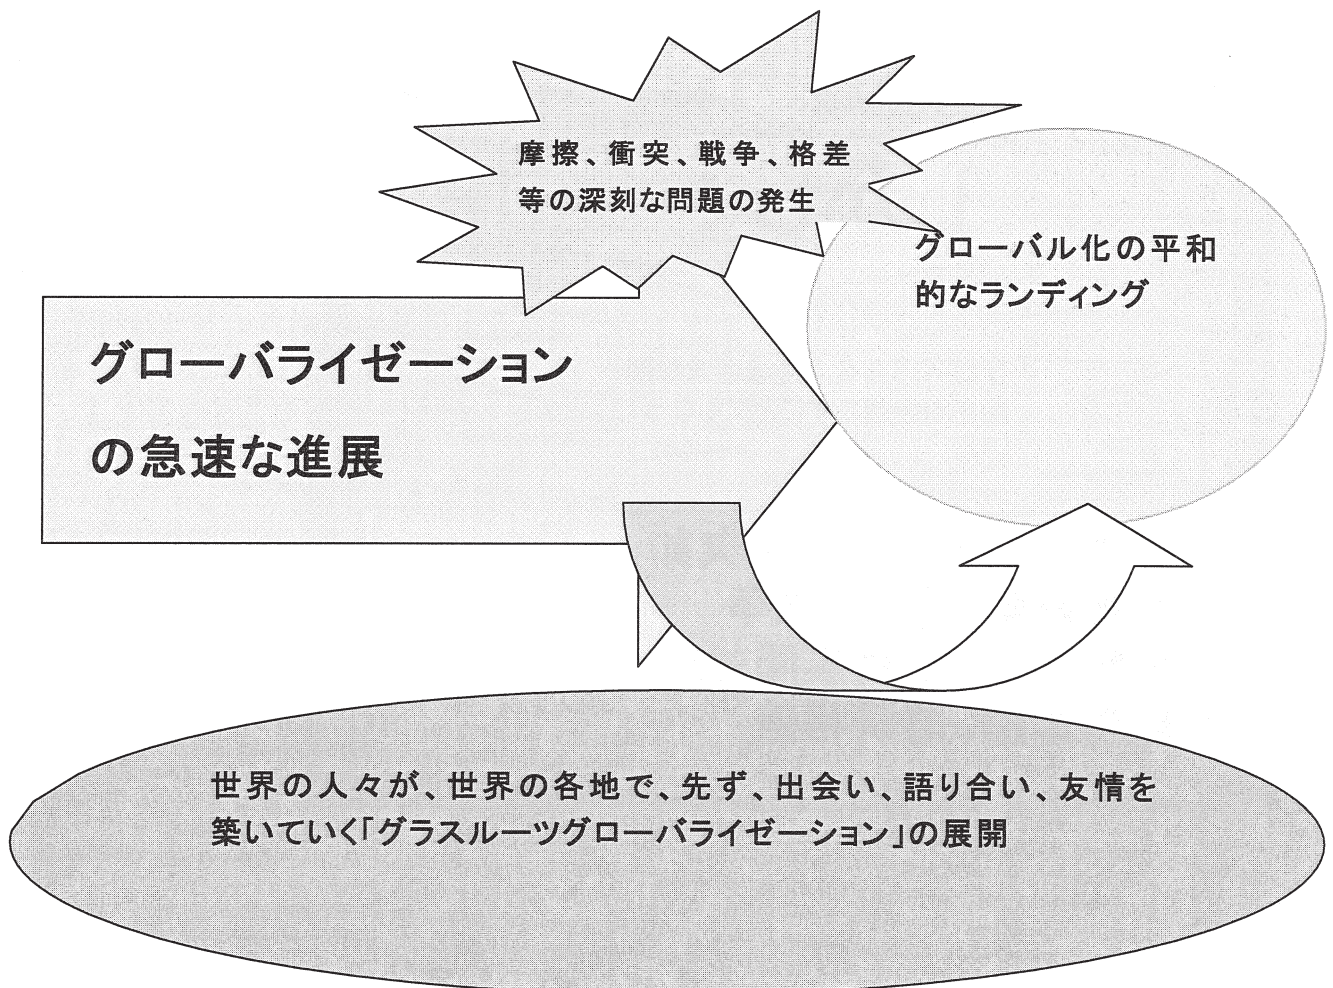 摩擦、衝突、戦争、格差
等の深刻な問題の発生
グローバル化の平和
的なランディング
グローバライゼーション
の急速な進展
世界の人々が、世界の各地で、先ず、出会い、語り合い、友情を
築いていく「グラスルーツグローバライゼーション」の展開